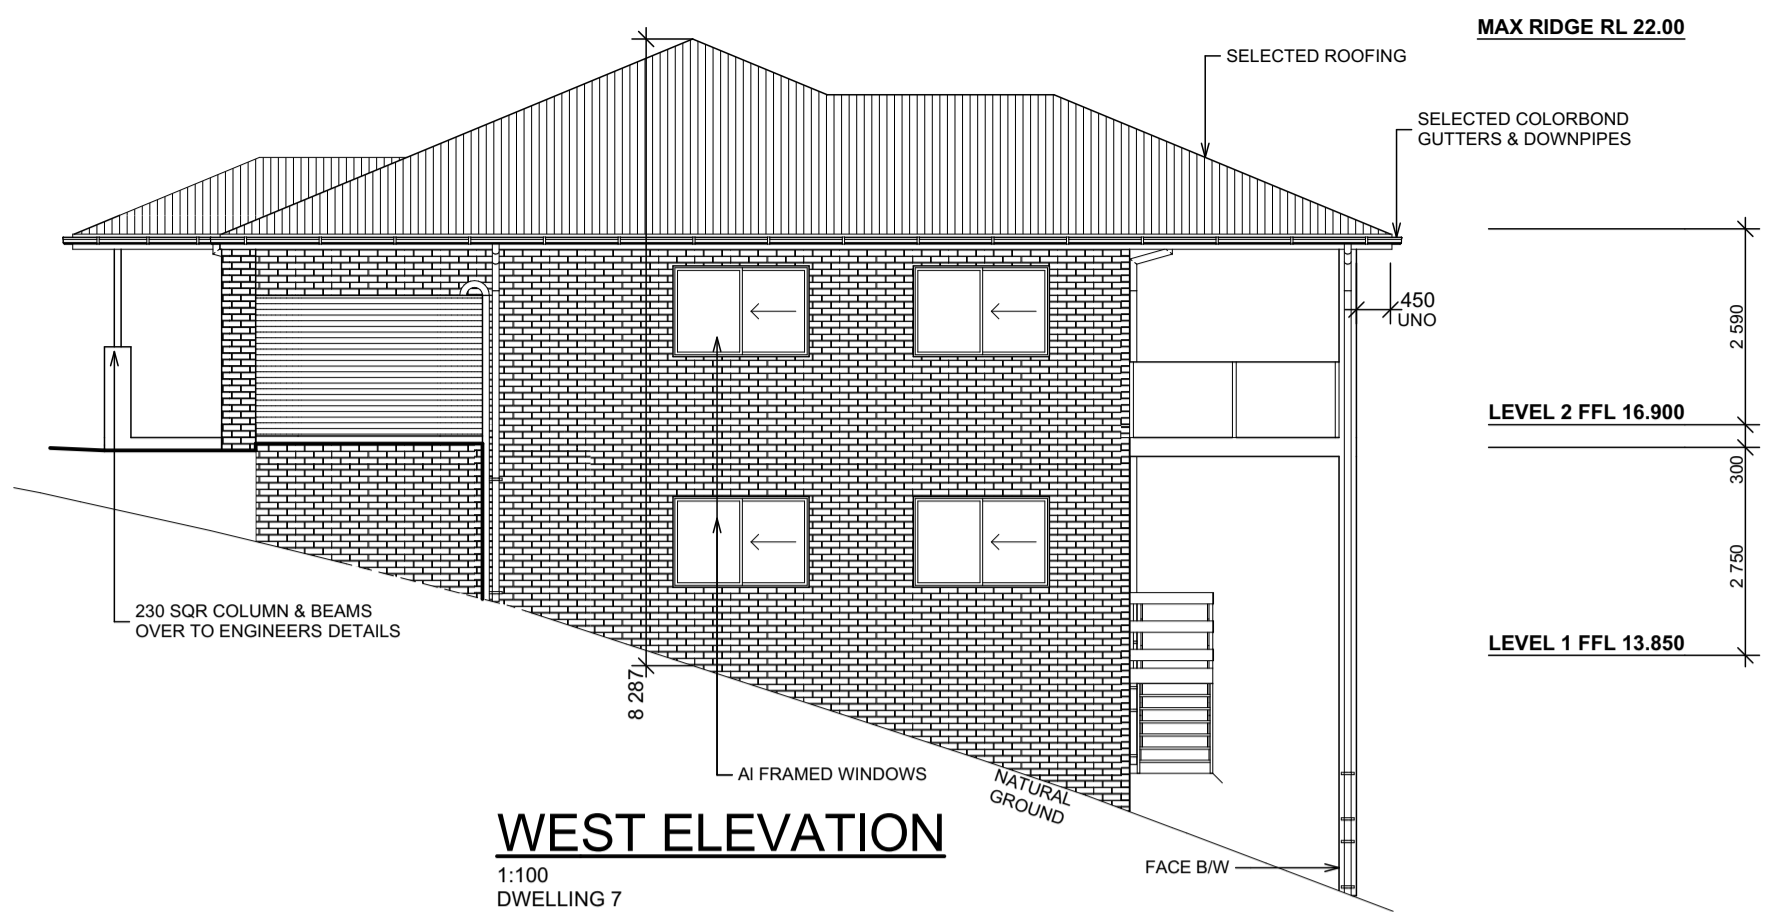 MAX RIDGE RL 22.00
SELECTED ROOFING
SELECTED COLORBOND
GUTTERS & DOWNPIPES
450
UNO
2 590
LEVEL 2 FFL 16.900
300
2 750
230 SQR COLUMN & BEAMS
OVER TO ENGINEERS DETAILS
LEVEL 1 FFL 13.850
8 287
Al FRAMED WINDOWS
NATURAL
GROUND
WEST ELEVATION
1:100
DWELLING 7
FACE B/W